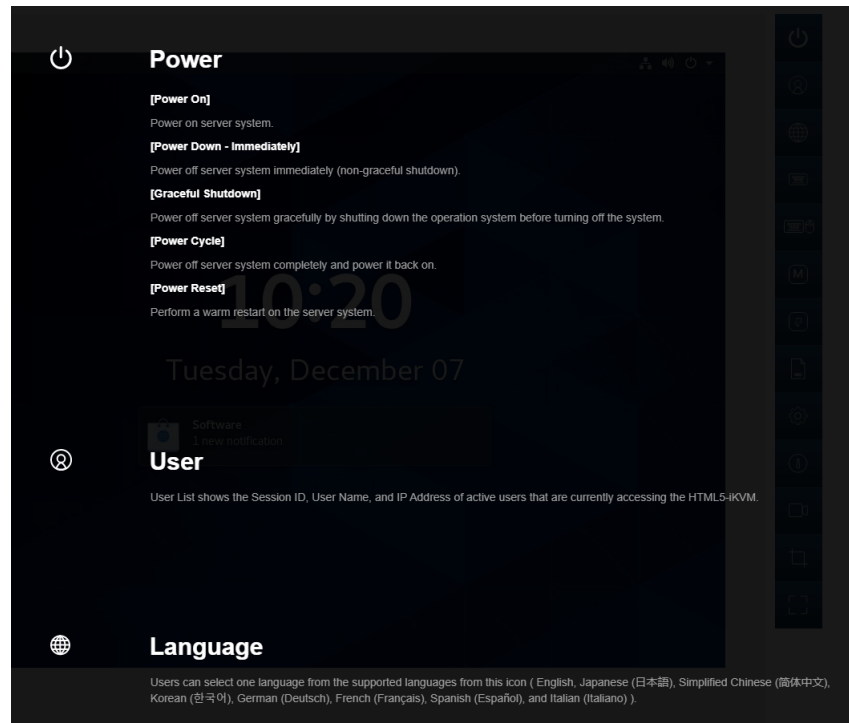 Power
[Power On]
Power on server system.
[Power Down - Immediately]
Power off server system immediately (non-graceful shutdown).
[Graceful Shutdown]
Power off server system gracefully by shutting down the operation system before turning off the system.
[Power Cycle]
Power off server system completely and power it back on.
[Power Reset]
10:20
Perform a warm restart on the server system.
Tuesday, December 07
Software
1 new notification
User
User List shows the Session ID, User Name, and IP Address of active users that are currently accessing the HTML5-iKVM.
Language
Users can select one language from the supported languages from this icon ( English, Japanese (日本語), Simplified Chinese (简体中文),
Korean (한국어), German (Deutsch), French (Français), Spanish (Español), and Italian (Italiano) ).
M